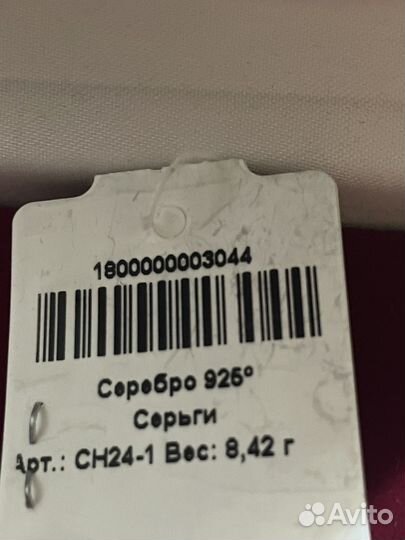 1800000003044
Серебро 925°
Серьги
Арт.: СН24-1 Вес: 8,42 г
Avito